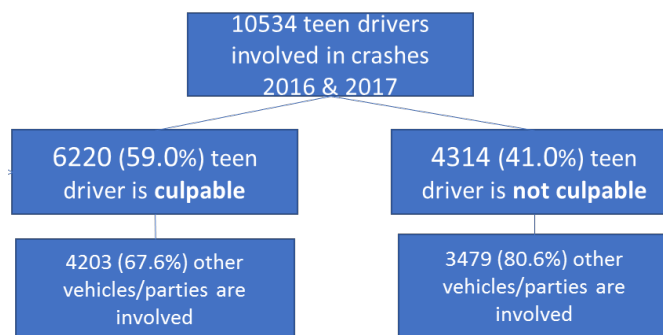 10534 teen drivers
involved in crashes
2016 & 2017
6220 (59.0%) teen
driver is culpable
4314 (41.0%) teen
driver is not culpable
4203 (67.6%) other
vehicles/parties are
involved
3479 (80.6%) other
vehicles/parties are
involved